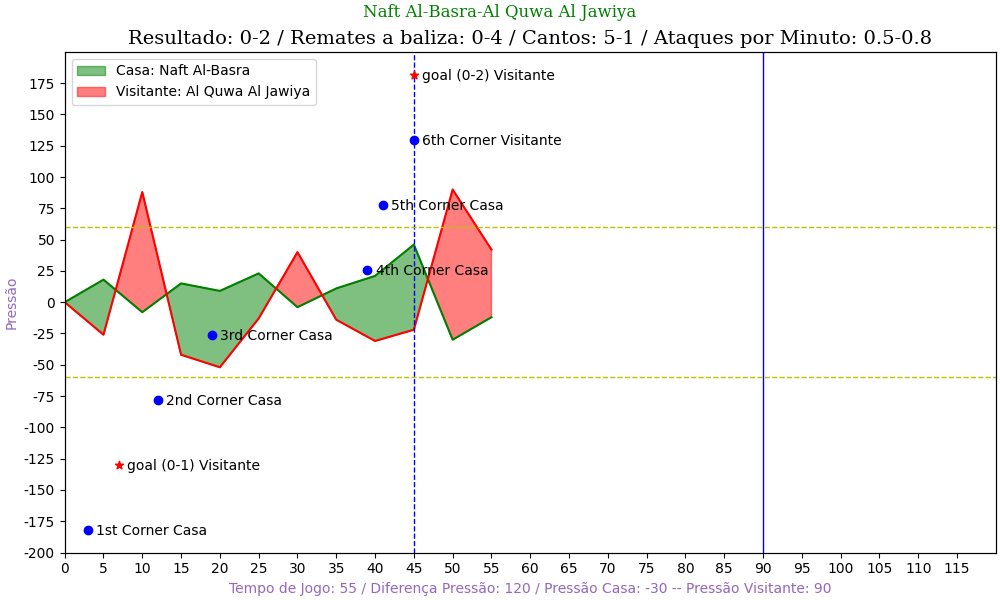 Naft Al-Basra-Al Quwa Al Jawiya
Resultado: 0-2 / Remates a baliza: 0-4 / Cantos: 5-1 / Ataques por Minuto: 0.5-0.8
Casa: Naft Al-Basra
Visitante: Al Quwa Al Jawiya
goal (0-2) Visitante
6th Corner Visitante
5th Corner Casa
4th Corner Casa
3rd Corner Casa
2nd Corner Casa
goal (0-1) Visitante
1st Corner Casa
Pressão
175
150
125
100
75
50
25
0
-25
-50
-75
-100
-125
-150
-175
-200
0 5 10 15 20 25 30 35 40 45 50 55 60 65 70 75 80 85 90 95 100 105 110 115
Tempo de Jogo: 55 / Diferença Pressão: 120 / Pressão Casa: -30 -- Pressão Visitante: 90